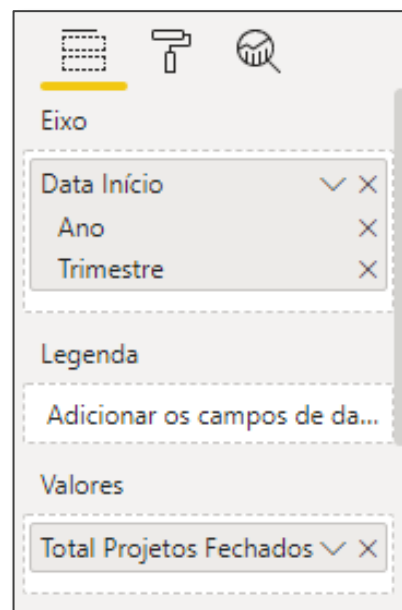 Eixo
Data Início
Ano
Trimestre
Legenda
Adicionar os campos de da...
Valores
Total Projetos Fechados